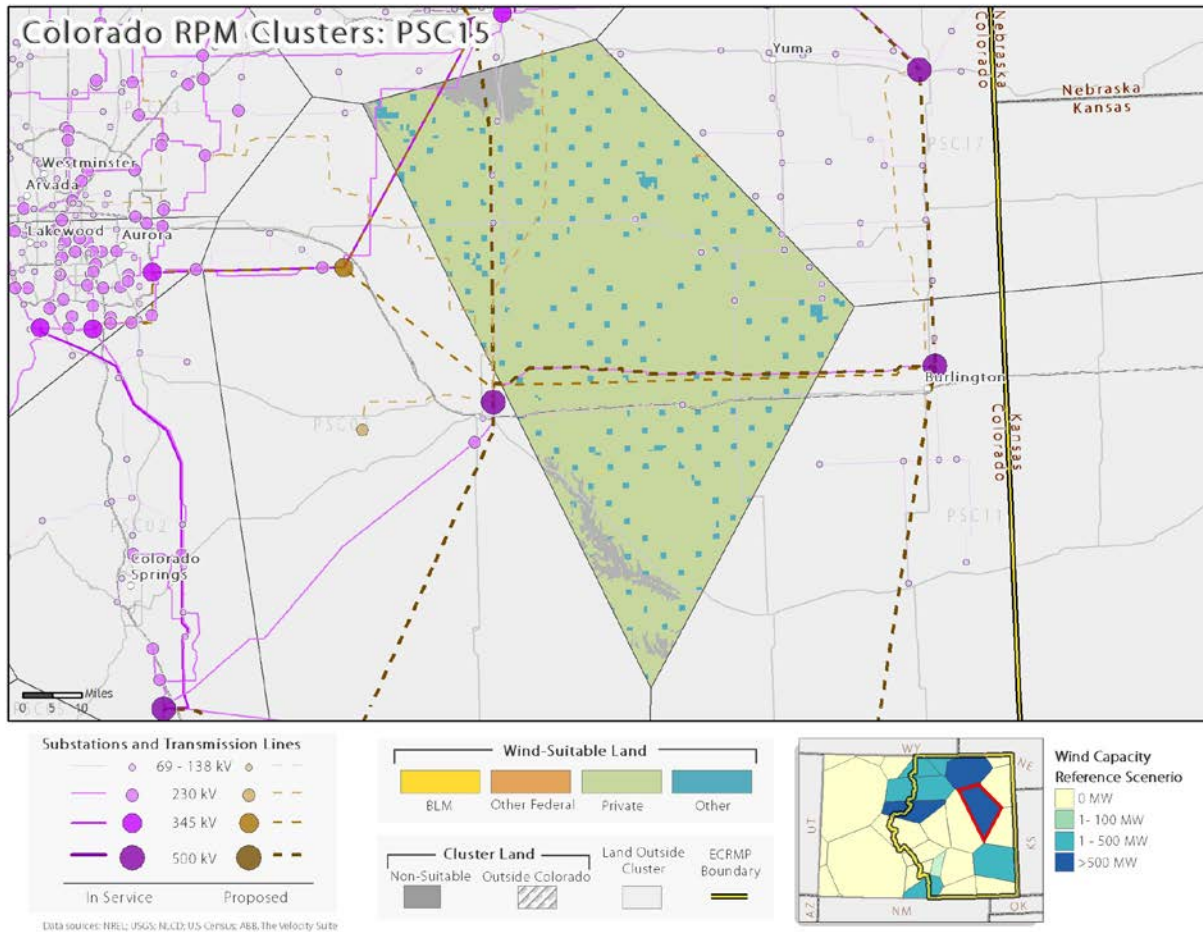 Colorado RPM Clusters: PSC15
Yuma
Nebraska
Colorado
Nebraska
Kansas
PSC17
Westminster
Arvada
Lakewood
Aurora
Burlington
Kansas
Colorado
PSC11
PSC02
Colorado
Springs
Miles
0 5 10
Substations and Transmission Lines
69 - 138 kV
230 kV
345 kV
500 kV
In Service
Proposed
Wind-Suitable Land
BLM
Other Federal
Private
Other
Cluster Land
Non-Suitable
Outside Colorado
Land Outside
Cluster
ECRMP
Boundary
WY
NE
UT
KS
AZ
NM
OK
Wind Capacity
Reference Scenerio
0 MW
1- 100 MW
1 - 500 MW
>500 MW
Data sources: NREL; USGS; NLCD; U.S Census; ABB, The Velocity Suite